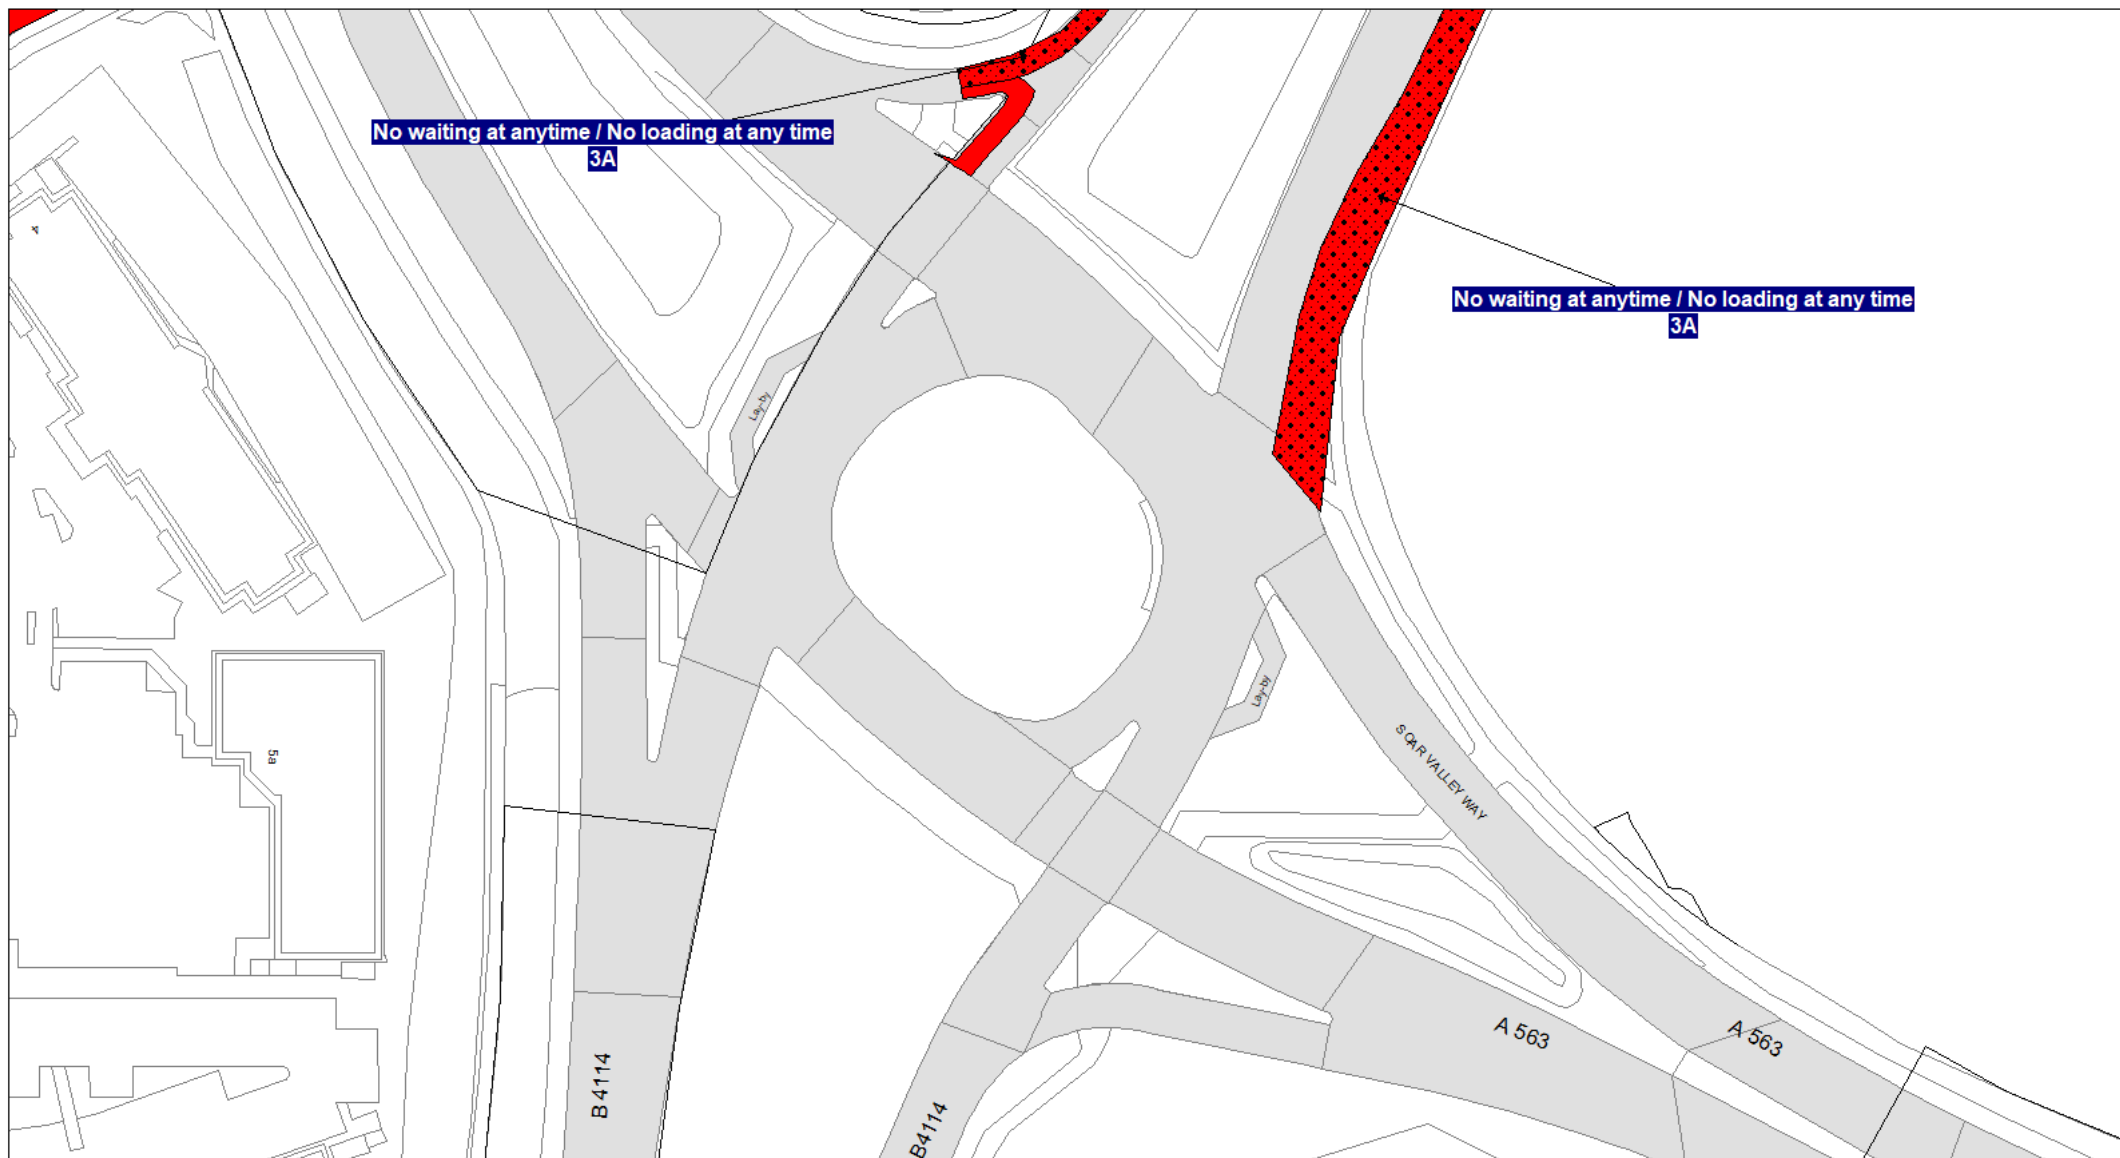 No waiting at anytime / No loading at any time
3A
No waiting at anytime / No loading at any time
3A
4
Lay-by
Lay-by
SOAR VALLEY WAY
5a
A 563
A 563
B4114
B4114